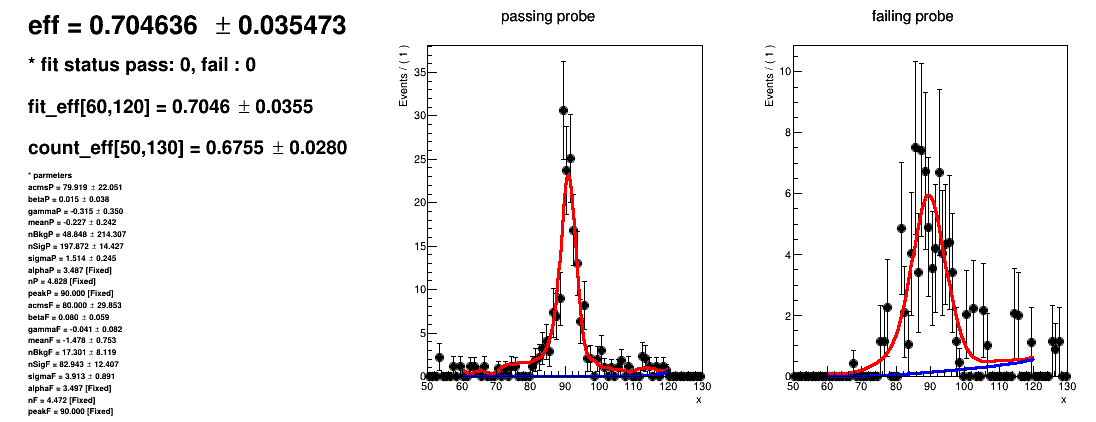 eff = 0.704636 ± 0.035473
* fit status pass: 0, fail : 0
fit_eff[60,120] = 0.7046 ± 0.0355
count_eff[50,130] = 0.6755 ± 0.0280
* parmeters
acmsP = 79.919 ± 22.051
betaP = 0.015 ± 0.038
gammaP = -0.315 ± 0.350
meanP = -0.227 ± 0.242
nBkgP = 48.848 ± 214.307
nSigP = 197.872 ± 14.427
sigmaP = 1.514 ± 0.245
alphaP = 3.487 [Fixed]
nP = 4.828 [Fixed]
peakP = 90.000 [Fixed]
acmsF = 80.000 ± 29.853
betaF = 0.080 ± 0.059
gammaF = -0.041 ± 0.082
meanF = -1.478 ± 0.753
nBkgF = 17.301 ± 8.119
nSigF = 82.943 ± 12.407
sigmaF = 3.913 ± 0.891
alphaF = 3.497 [Fixed]
nF = 4.472 [Fixed]
peakF = 90.000 [Fixed]
passing probe
Events / ( 1 )
35
30
25
20
15
10
5
0
50 60 70 80 90 100 110 120 130
x
failing probe
Events / ( 1 )
10
8
6
4
2
0
50 60 70 80 90 100 110 120 130
x